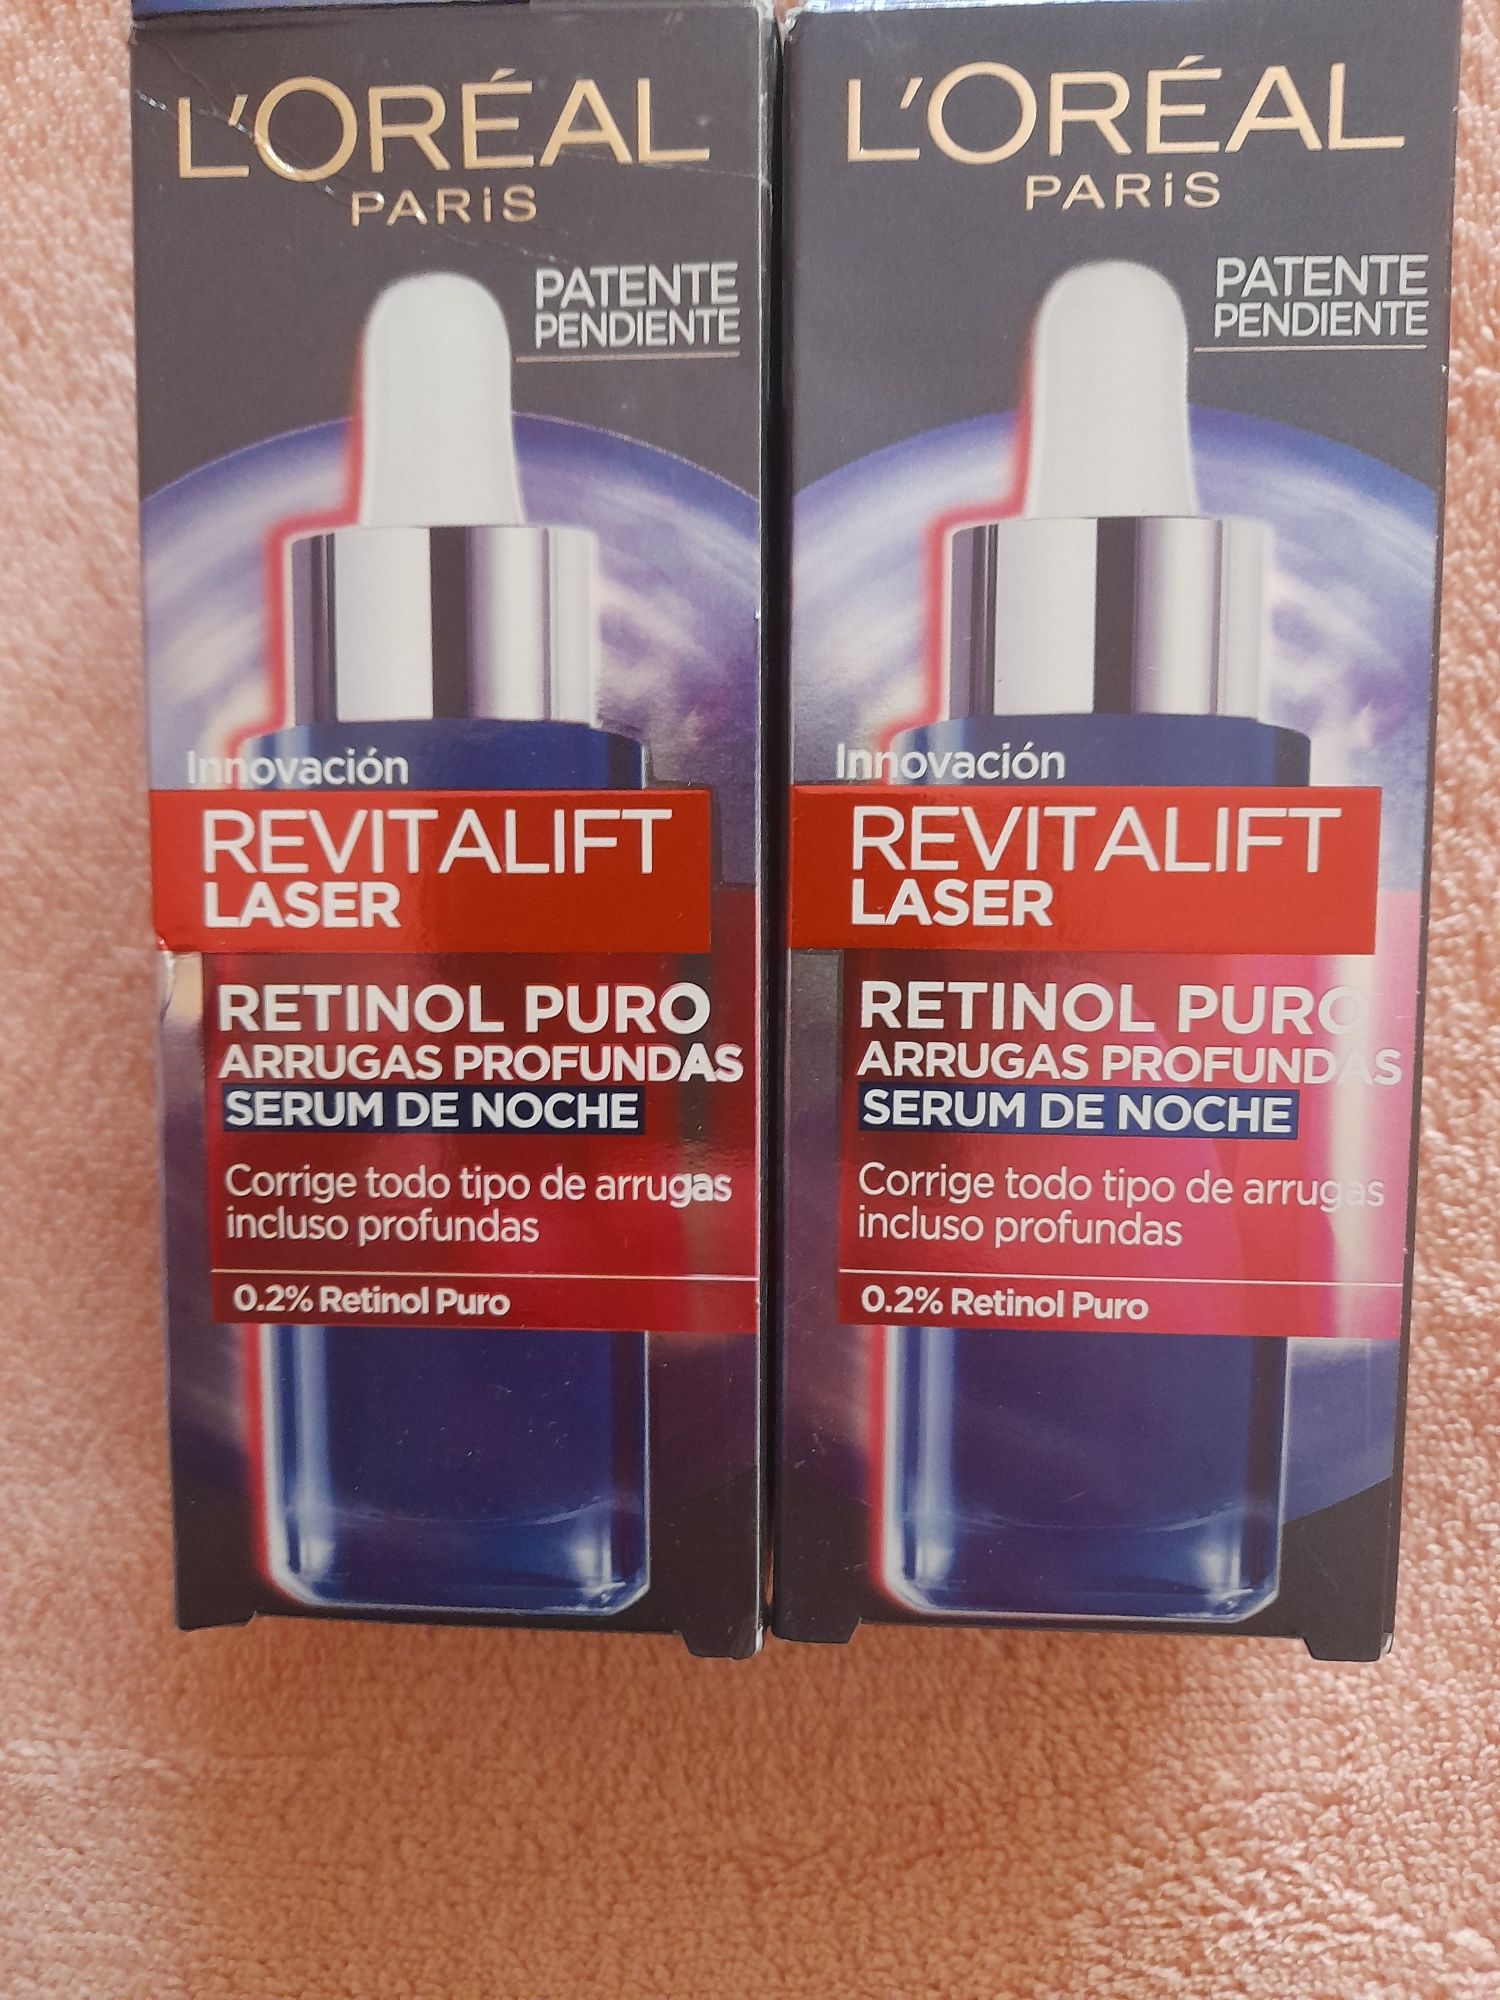 L'ORÉAL
PARiS
PATENTE
PENDIENTE
Innovación
REVITALIFT
LASER
RETINOL PURO
ARRUGAS PROFUNDAS
SERUM DE NOCHE
Corrige todo tipo de arrugas
incluso profundas
0.2% Retinol Puro
L'ORÉAL
PARiS
PATENTE
PENDIENTE
Innovación
REVITALIFT
LASER
RETINOL PURO
ARRUGAS PROFUNDAS
SERUM DE NOCHE
Corrige todo tipo de arrugas
incluso profundas
0.2% Retinol Puro